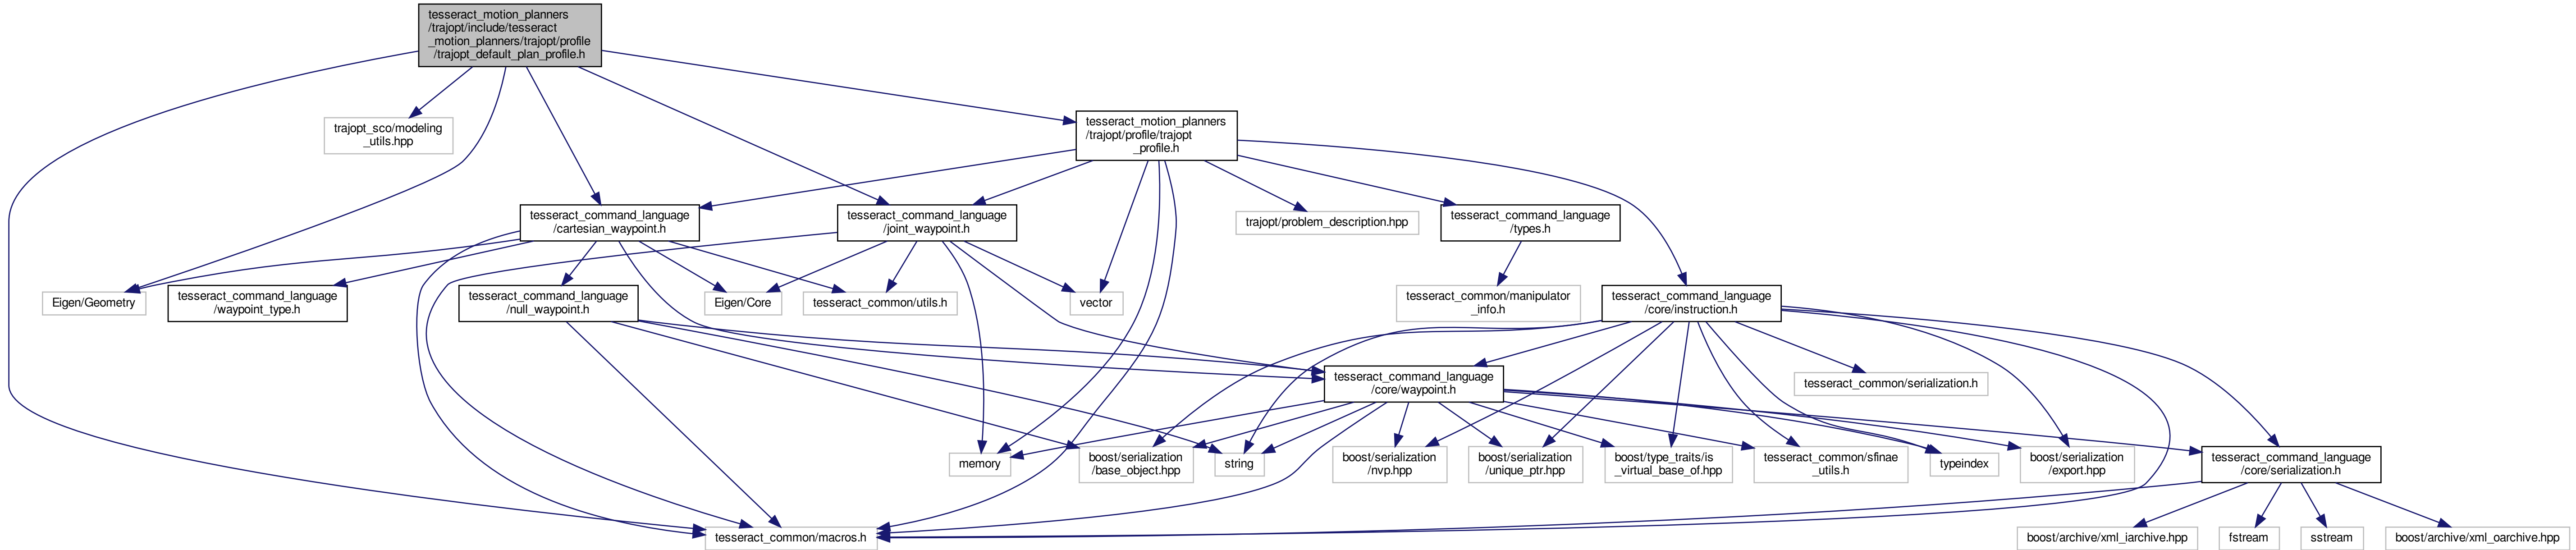 tesseract_motion_planners
/trajopt/include/tesseract
_motion_planners/trajopt/profile
/trajopt_default_plan_profile.h
trajopt_sco/modeling
_utils.hpp
tesseract_motion_planners
/trajopt/profile/trajopt
_profile.h
tesseract_command_language
/cartesian_waypoint.h
tesseract_command_language
/joint_waypoint.h
trajopt/problem_description.hpp
tesseract_command_language
/types.h
Eigen/Geometry
tesseract_command_language
/waypoint_type.h
tesseract_command_language
/null_waypoint.h
Eigen/Core
tesseract_common/utils.h
vector
tesseract_common/manipulator
_info.h
tesseract_command_language
/core/instruction.h
tesseract_command_language
/core/waypoint.h
tesseract_common/serialization.h
memory
boost/serialization
/base_object.hpp
string
boost/serialization
/nvp.hpp
boost/serialization
/unique_ptr.hpp
boost/type_traits/is
_virtual_base_of.hpp
tesseract_common/sfinae
_utils.h
typeindex
boost/serialization
/export.hpp
tesseract_command_language
/core/serialization.h
tesseract_common/macros.h
boost/archive/xml_iarchive.hpp
fstream
sstream
boost/archive/xml_oarchive.hpp